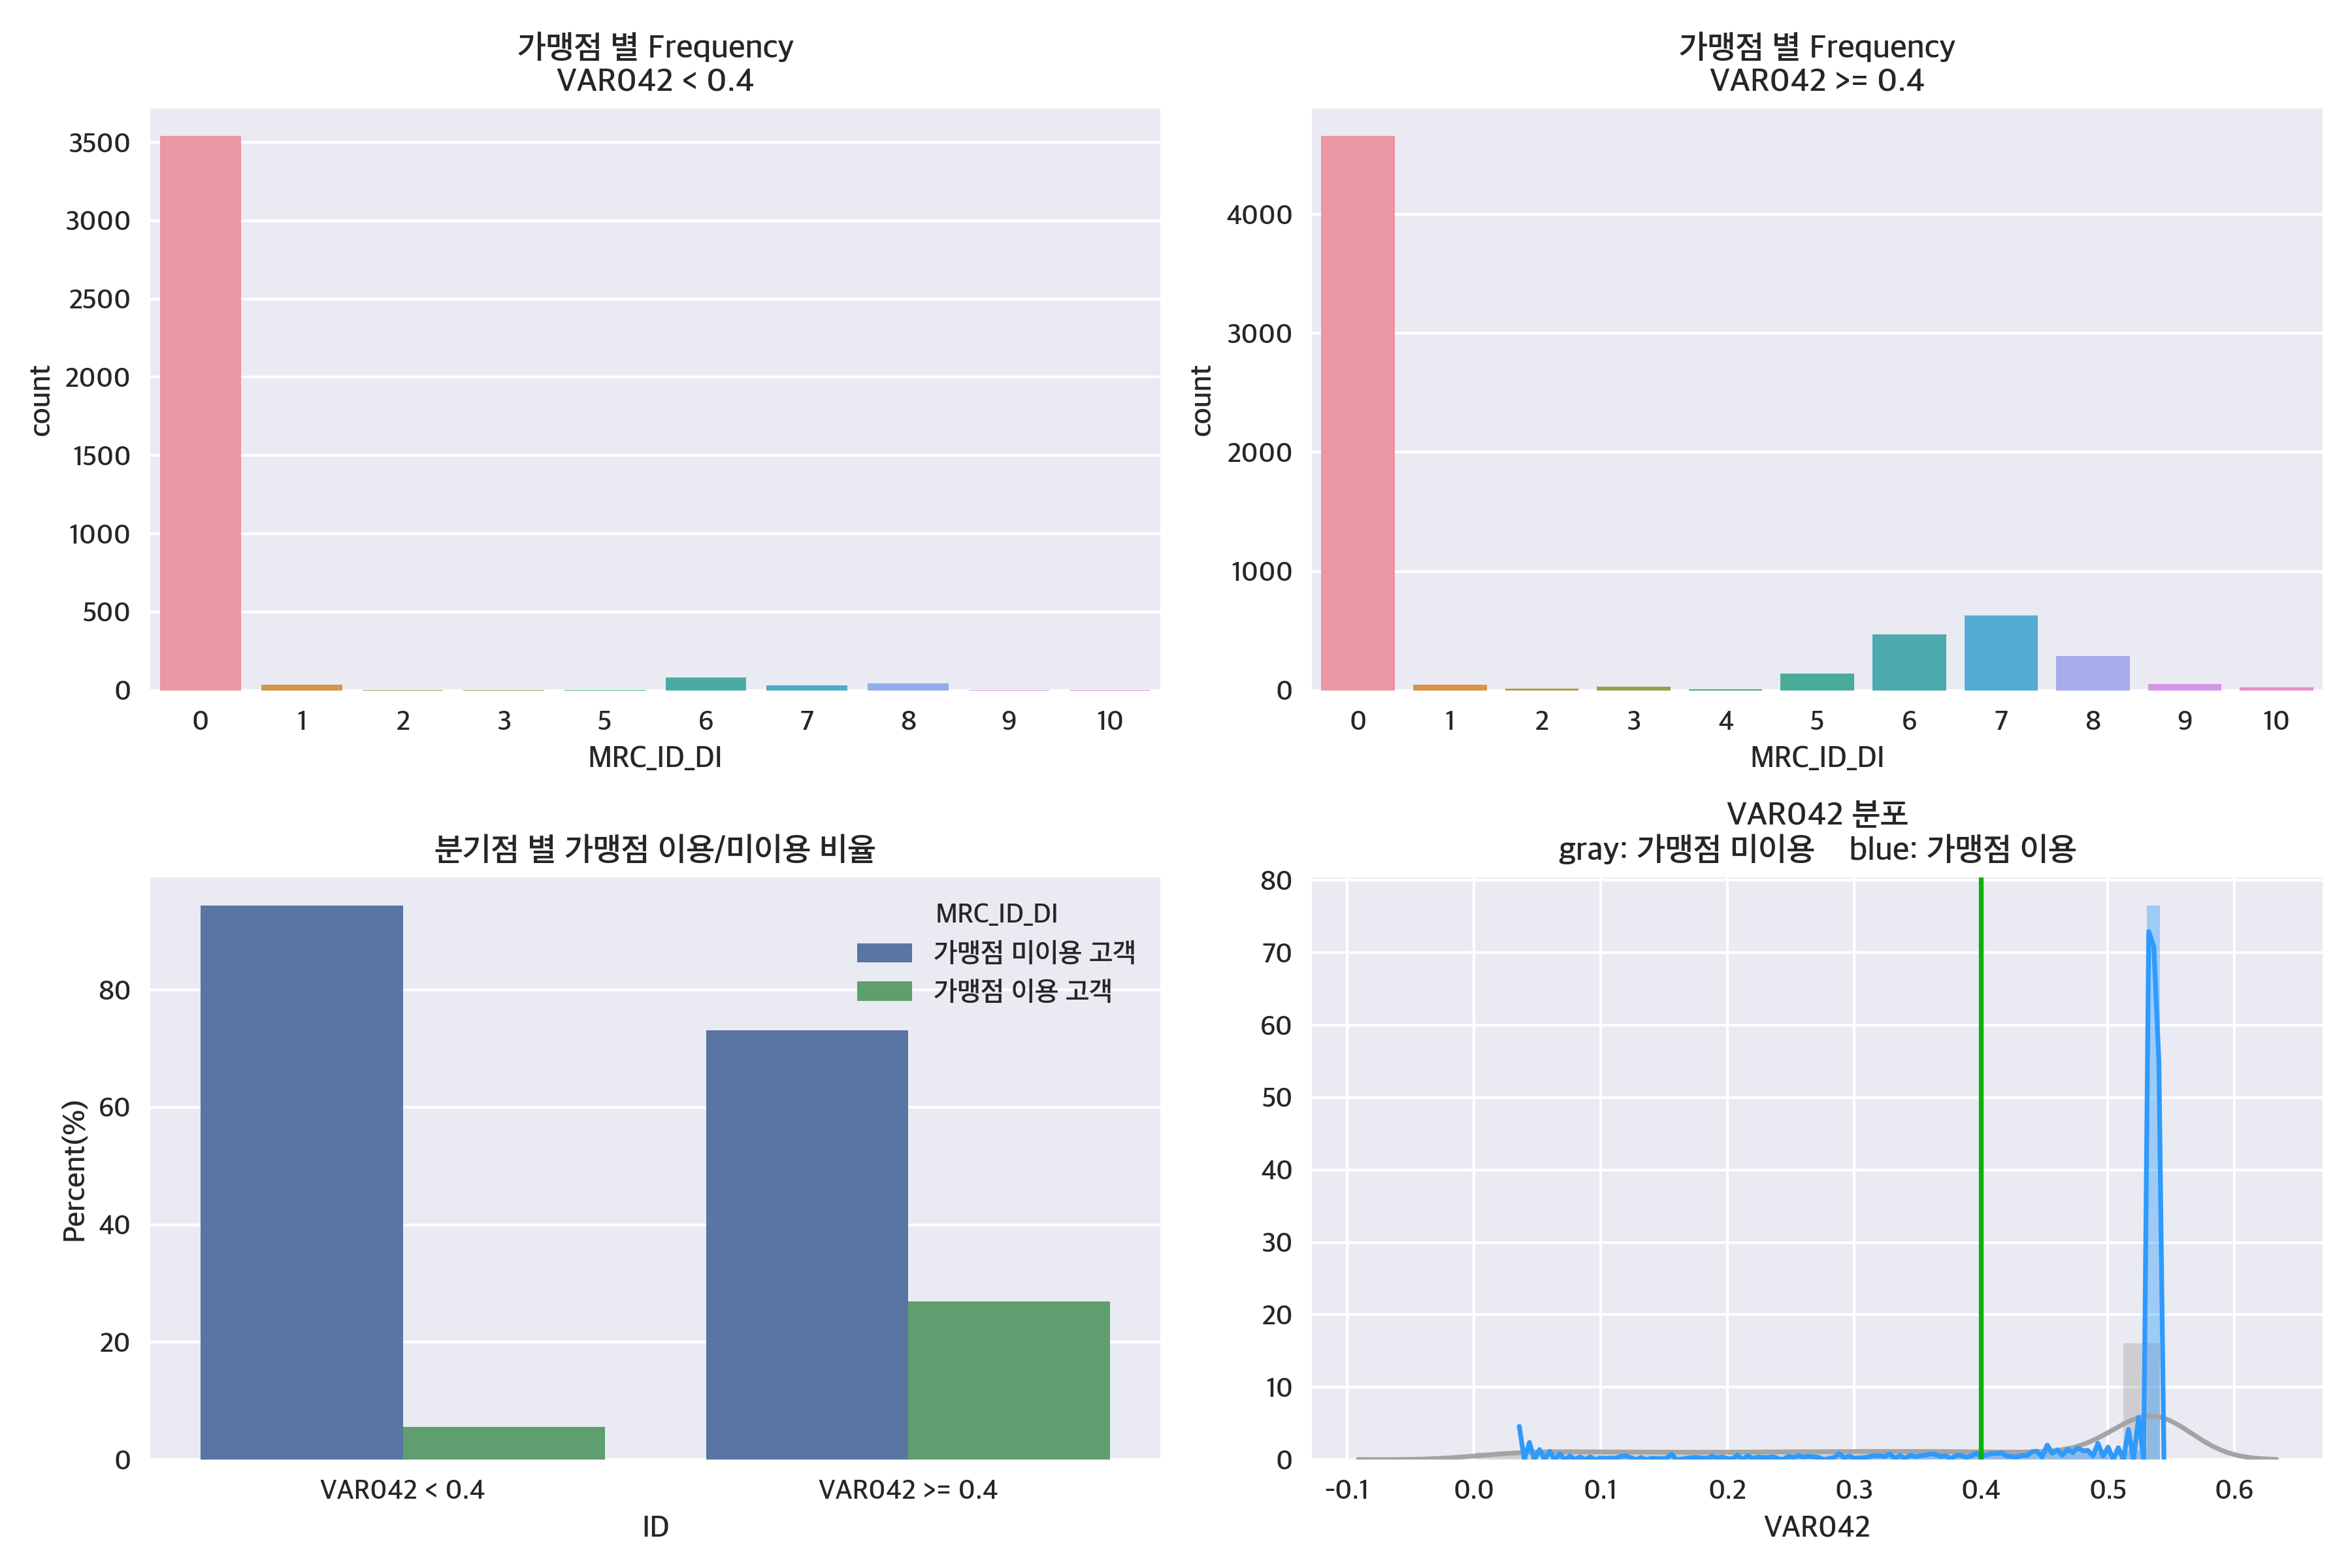 가맹점 별 Frequency
VAR042 < 0.4
3500
3000
2500
2000
1500
1000
500
0
count
0 1 2 3 5 6 7 8 9 10
MRC_ID_DI
가맹점 별 Frequency
VAR042 >= 0.4
4000
3000
2000
1000
0
count
0 1 2 3 4 5 6 7 8 9 10
MRC_ID_DI
분기점 별 가맹점 이용/미이용 비율
MRC_ID_DI
가맹점 미이용 고객
가맹점 이용 고객
80
60
40
20
0
Percent(%)
VAR042 < 0.4 VAR042 >= 0.4
ID
VAR042 분포
gray: 가맹점 미이용 blue: 가맹점 이용
80
70
60
50
40
30
20
10
0
-0.1 0.0 0.1 0.2 0.3 0.4 0.5 0.6
VAR042